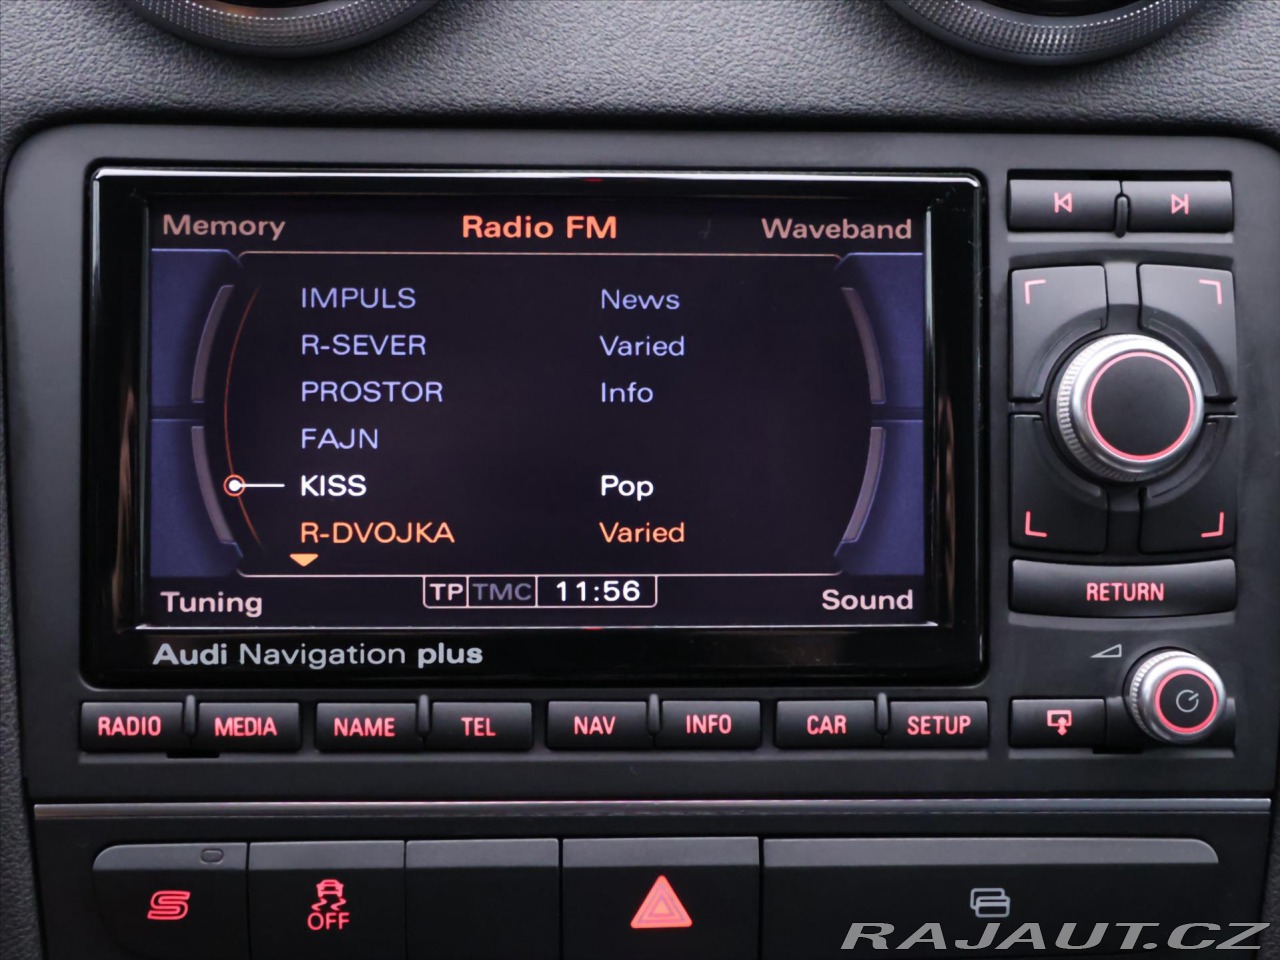 Memory Radio FM Waveband
IMPULS News
R-SEVER Varied
PROSTOR Info
FAJN
KISS Pop
R-DVOJKA Varied
TP TMC 11:56
Tuning Sound
Audi Navigation plus
RETURN
RADIO MEDIA NAME TEL NAV INFO CAR SETUP
S
OFF
RAJAUT.CZ